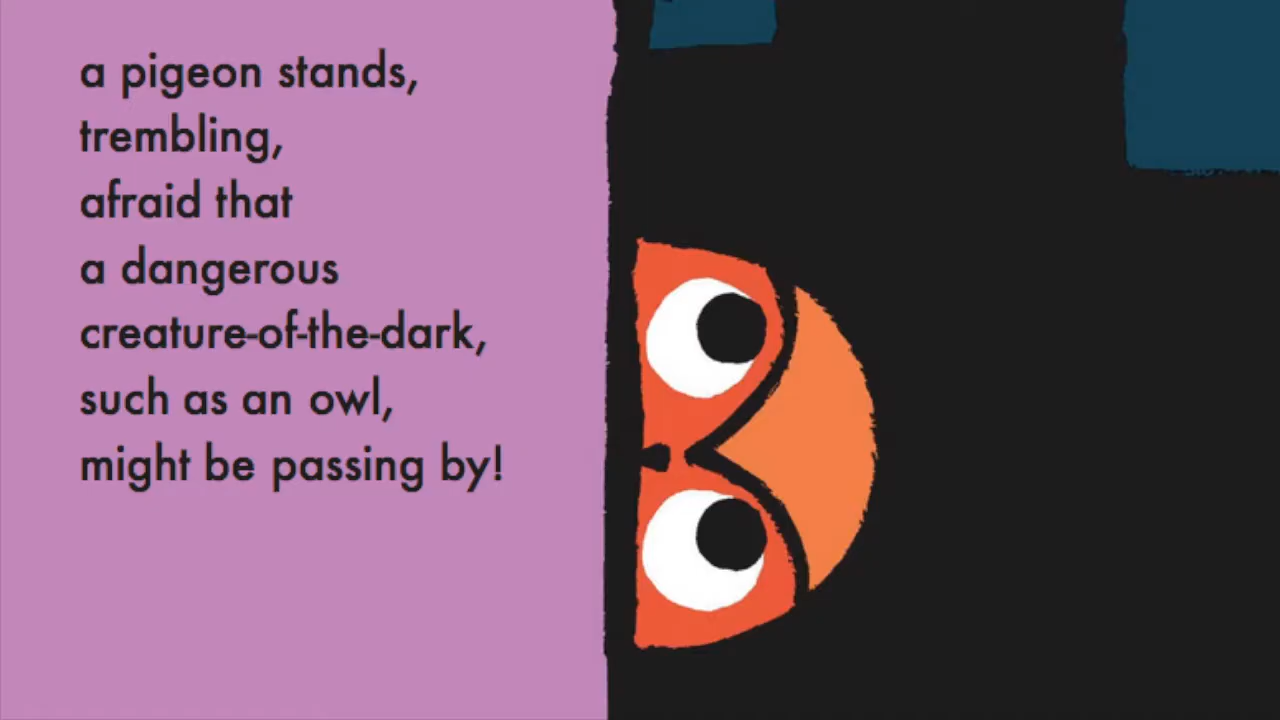 a pigeon stands,
trembling,
afraid that
a dangerous
creature-of-the-dark,
such as an owl,
might be passing by!